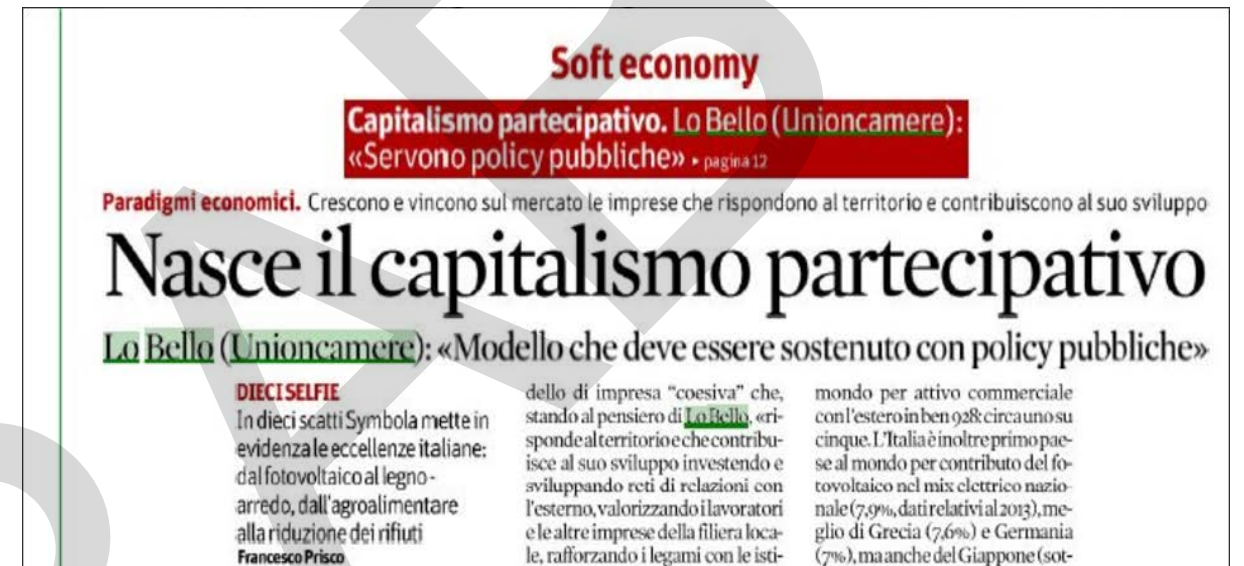 Soft economy
Capitalismo partecipativo. Lo Bello (Unioncamere):
«Servono policy pubbliche» ▸ pagina 12
Paradigmi economici. Crescono e vincono sul mercato le imprese che rispondono al territorio e contribuiscono al suo sviluppo
Nasce il capitalismo partecipativo
Lo Bello (Unioncamere): «Modello che deve essere sostenuto con policy pubbliche»
DIECI SELFIE
In dieci scatti Symbola mette in
evidenza le eccellenze italiane:
dal fotovoltaico al legno-
arredo, dall'agroalimentare
alla riduzione dei rifiuti
Francesco Prisco
dello di impresa "coesiva" che,
stando al pensiero di Lo Bello, «ri-
sponde al territorio e che contribu-
isce al suo sviluppo investendo e
sviluppando reti di relazioni con
l'esterno, valorizzando i lavoratori
e le altre imprese della filiera loca-
le, rafforzando i legami con le isti-
mondo per attivo commerciale
con l'estero in ben 928: circa uno su
cinque. L'Italia è inoltre primo pae-
se al mondo per contributo del fo-
tovoltaico nel mix elettrico nazio-
nale (7,9%, dati relativi al 2013), me-
glio di Grecia (7,6%) e Germania
(7%), ma anche del Giappone (sot-